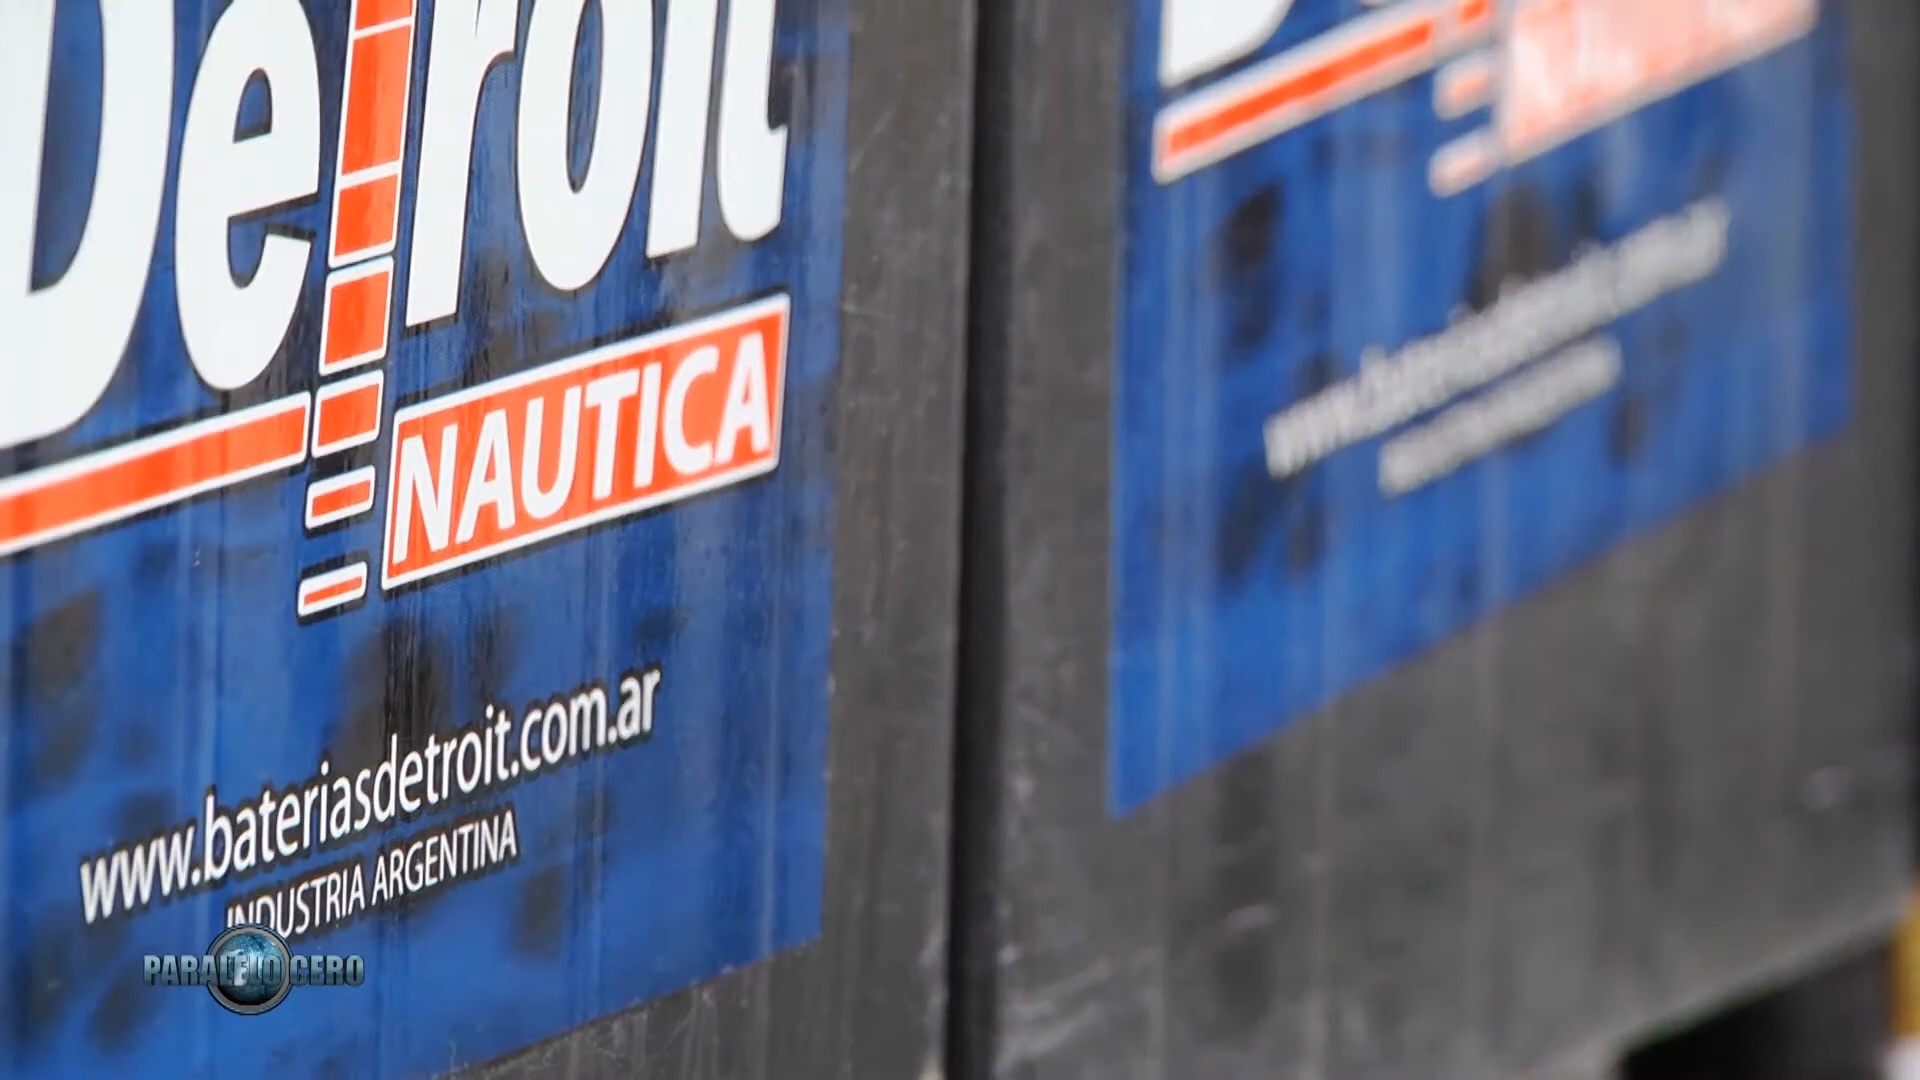 Detroit
NAUTICA
www.bateriasdetroit.com.ar
INDUSTRIA ARGENTINA
PARALELO CERO